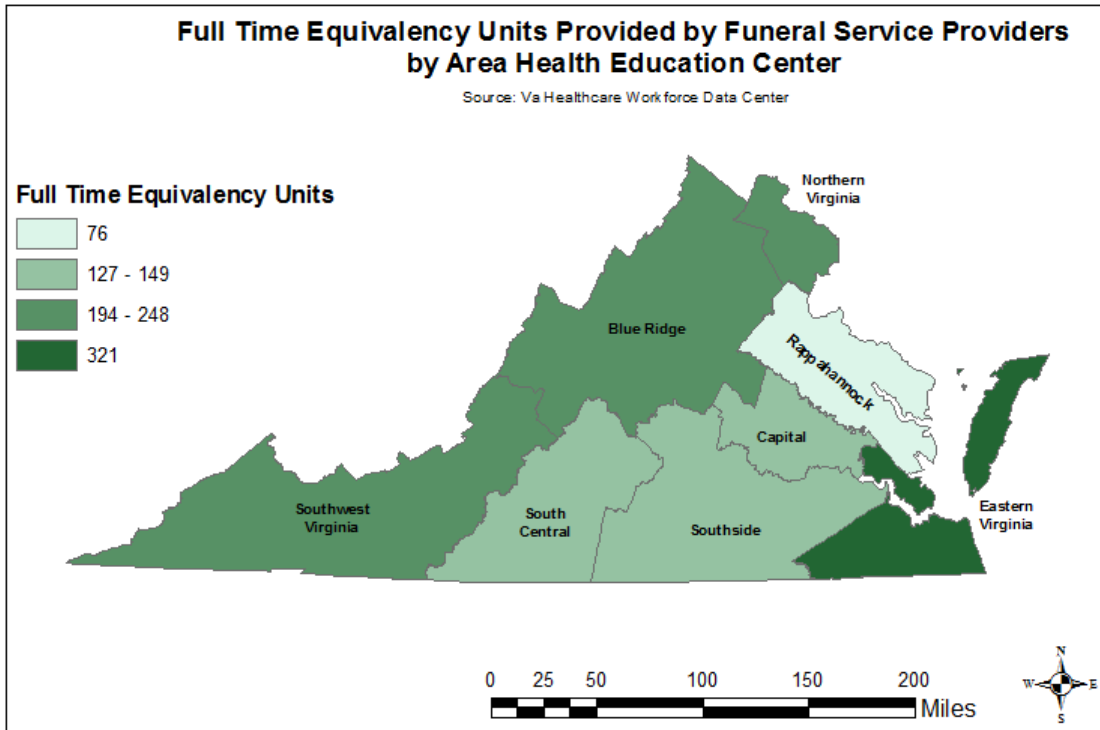 Full Time Equivalency Units Provided by Funeral Service Providers
by Area Health Education Center
Source: Va Healthcare Workforce Data Center
Full Time Equivalency Units
76
127 - 149
194 - 248
321
Northern
Virginia
Blue Ridge
Rappahannock
Capital
Southwest
Virginia
South
Central
Southside
Eastern
Virginia
0 25 50 100 150 200
Miles
N
W E
S